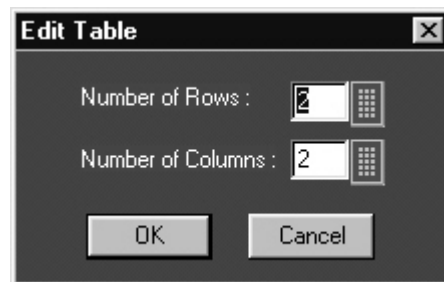 Edit Table
Number of Rows : 2
Number of Columns : 2
OK Cancel